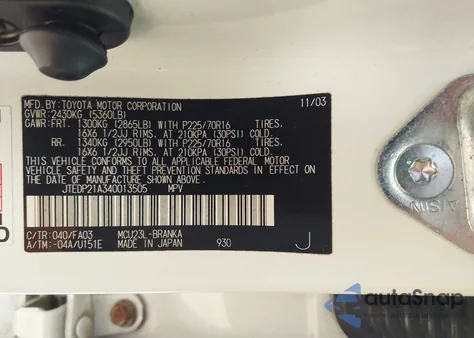 MFD.BY: TOYOTA MOTOR CORPORATION 11/03
GVWR:2430KG (5360LB)
GAWR:FRT. 1300KG (2865LB) WITH P225/70R16 TIRES.
16X6 1/2JJ RIMS, AT 210KPA (30PSI) COLD.
RR. 1340KG (2950LB) WITH P225/70R16 TIRES.
16X6 1/2JJ RIMS, AT 210KPA (30PSI) COLD.
THIS VEHICLE CONFORMS TO ALL APPLICABLE FEDERAL MOTOR
VEHICLE SAFETY AND THEFT PREVENTION STANDARDS IN
EFFECT ON THE DATE OF MANUFACTURE SHOWN ABOVE.
JTEDP21A340013505 MPV
C/TR:040/FA03 MCU23L-BRANKA
A/TM:-04A/U151E MADE IN JAPAN 930 J
AISIN
autoSnap